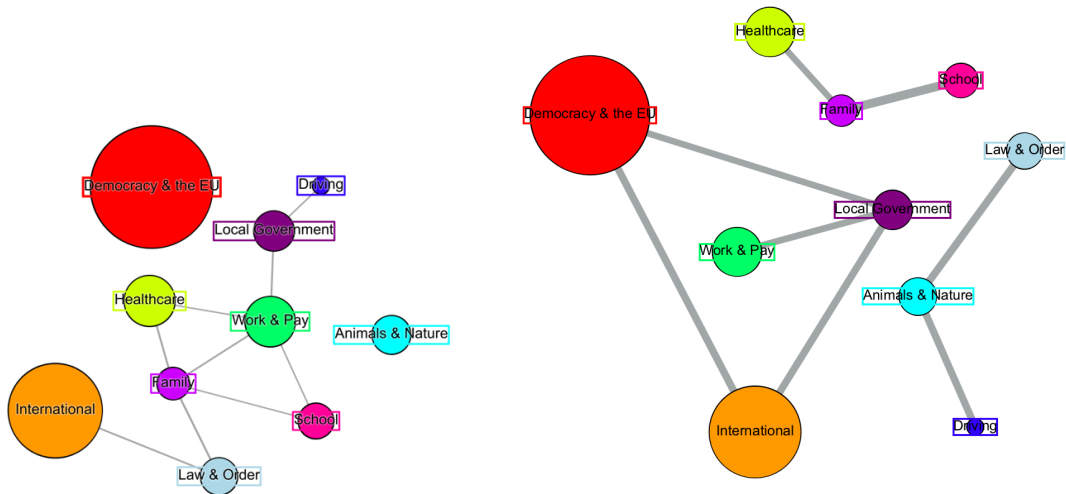 Democracy & the EU
Driving
Local Government
Healthcare
Work & Pay
Animals & Nature
Family
International
School
Law & Order
Healthcare
School
Democracy & the EU
Family
Law & Order
Local Government
Work & Pay
Animals & Nature
International
Driving